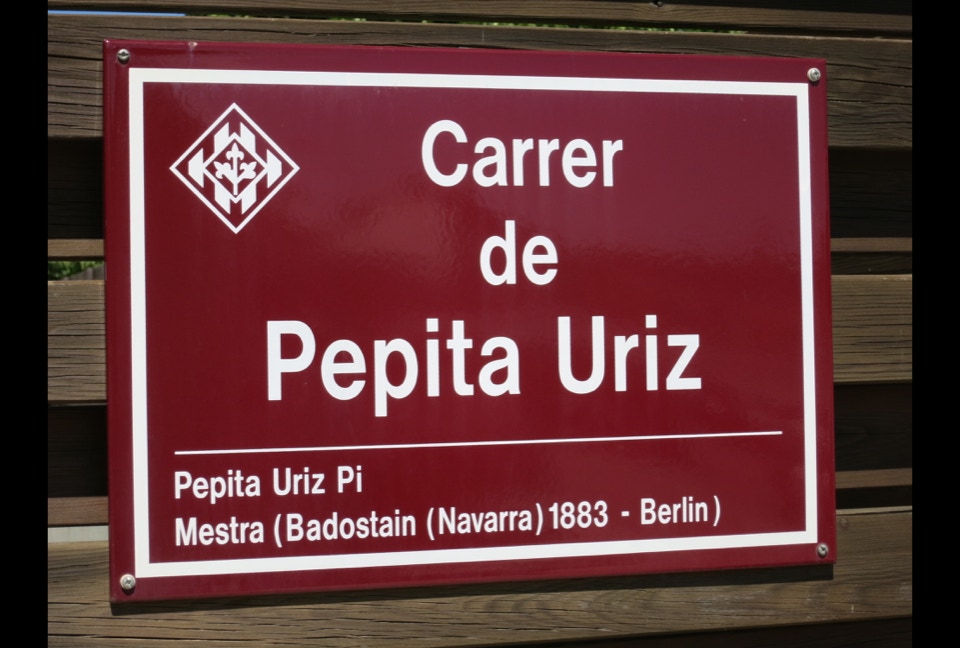 Carrer
de
Pepita Uriz
Pepita Uriz Pi
Mestra (Badostain (Navarra) 1883 - Berlin)